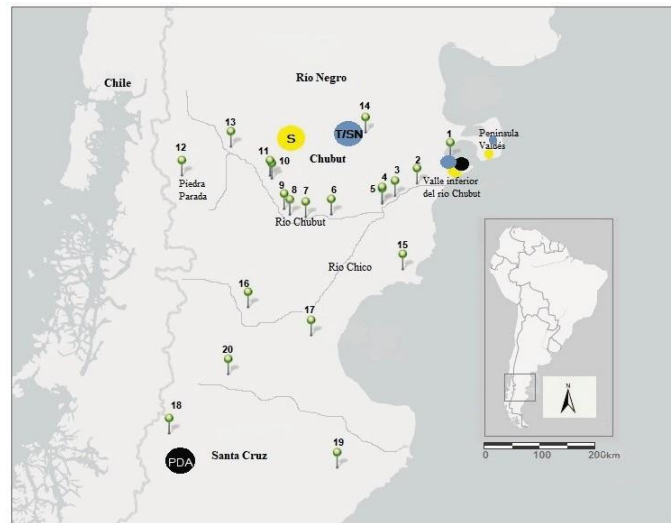 Río Negro
Chile
14
13
S
T/SN
1
Peninsula
Valdés
12
11
10
Chubut
Piedra
Parada
2
3
4
5
Valle inferior
del río Chubut
9
8
7
6
Río Chubut
15
Río Chico
16
17
20
18
19
PDA
Santa Cruz
N
0 100 200km